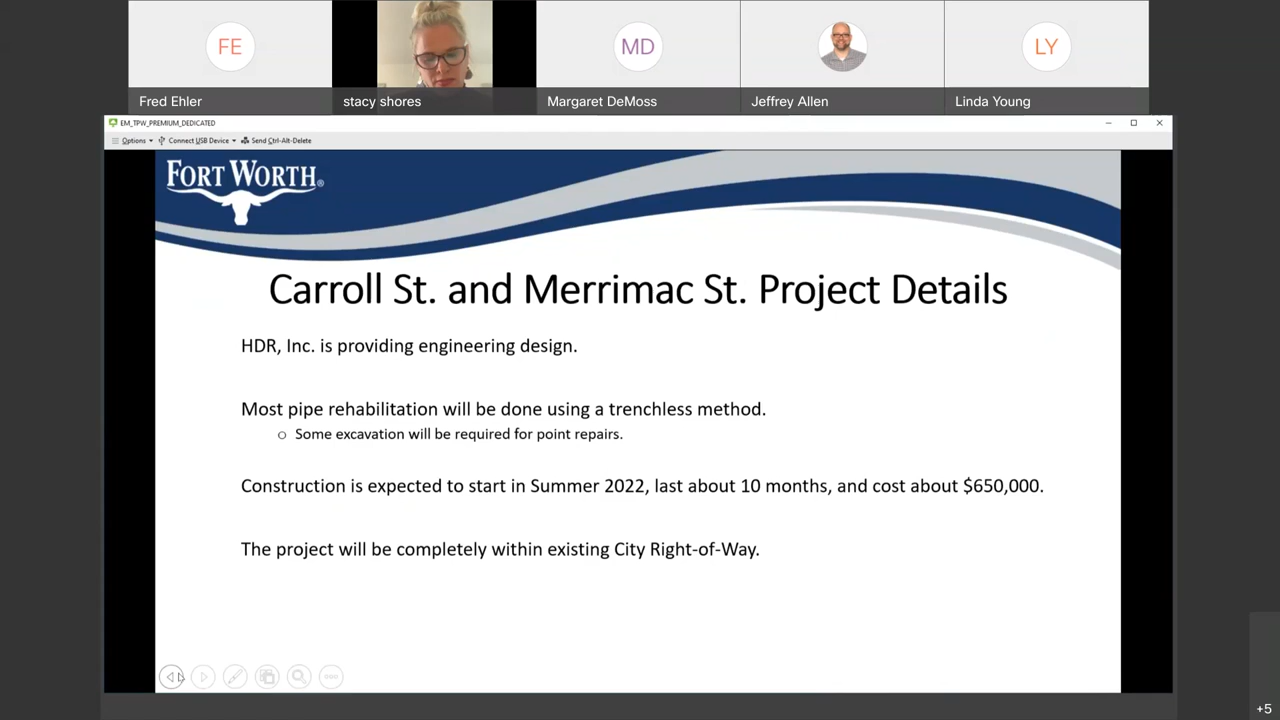 FE
MD
LY
Fred Ehler
stacy shores
Margaret DeMoss
Jeffrey Allen
Linda Young
EM_TPW_PREMIUM_DEDICATED
Options
Connect USB Device
Send Ctrl-Alt-Delete
FORT WORTH®
Carroll St. and Merrimac St. Project Details
HDR, Inc. is providing engineering design.
Most pipe rehabilitation will be done using a trenchless method.
o Some excavation will be required for point repairs.
Construction is expected to start in Summer 2022, last about 10 months, and cost about $650,000.
The project will be completely within existing City Right-of-Way.
+5